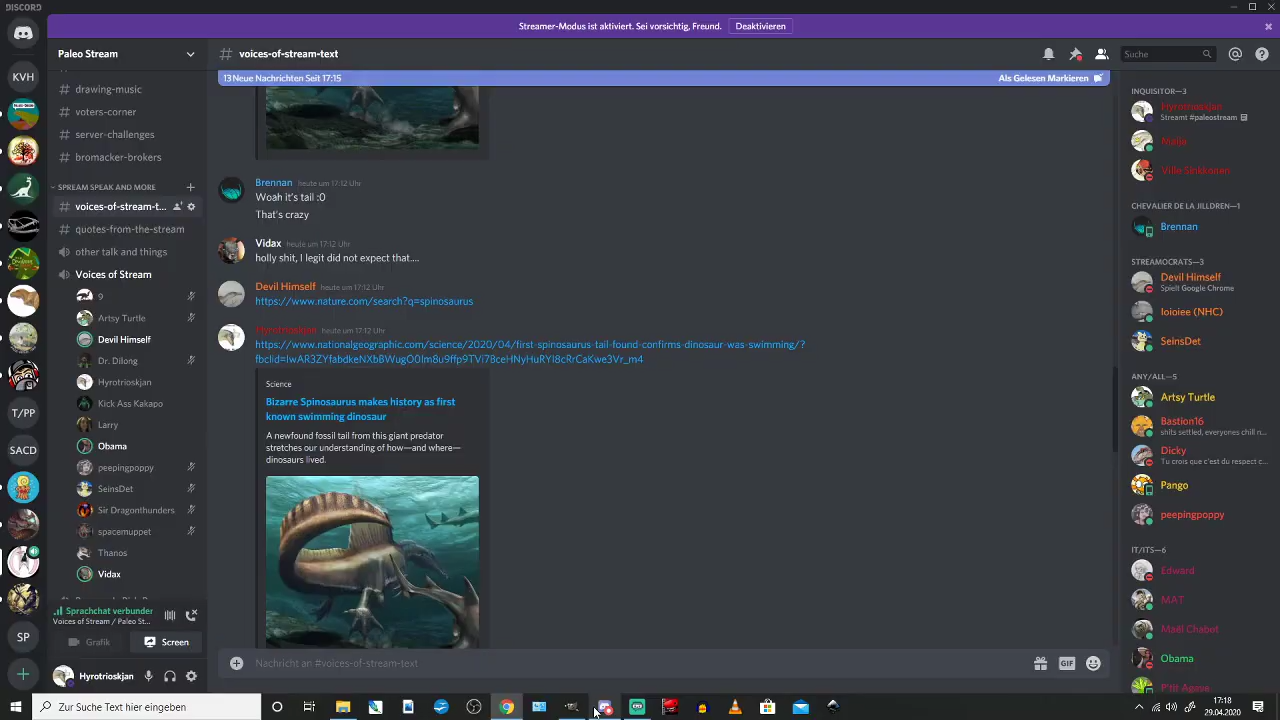 DISCORD
Streamer-Modus ist aktiviert. Sei vorsichtig, Freund. Deaktivieren
Paleo Stream
# voices-of-stream-text
Suche
KVH
T/PP
SACD
SP
# drawing-music
# voters-corner
# server-challenges
# bromacker-brokers
SPREAM SPEAK AND MORE
# voices-of-stream-t...
# quotes-from-the-stream
other talk and things
Voices of Stream
9
Artsy Turtle
Devil Himself
Dr. Dilong
Hyrotrioskjan
Kick Ass Kakapo
Larry
Obama
peepingpoppy
SeinsDet
Sir Dragonthunders
spacemuppet
Thanos
Vidax
Sprachchat verbunden
Voices of Stream / Paleo St...
Grafik
Screen
Hyrotrioskjan
13 Neue Nachrichten Seit 17:15
Als Gelesen Markieren
Brennan heute um 17:12 Uhr
Woah it's tail :0
That's crazy
Vidax heute um 17:12 Uhr
holly shit, I legit did not expect that....
Devil Himself heute um 17:12 Uhr
https://www.nature.com/search?q=spinosaurus
Hyrotrioskjan heute um 17:12 Uhr
https://www.nationalgeographic.com/science/2020/04/first-spinosaurus-tail-found-confirms-dinosaur-was-swimming/?
Science
Bizarre Spinosaurus makes history as first
known swimming dinosaur
A newfound fossil tail from this giant predator
stretches our understanding of how—and where—
dinosaurs lived.
Nachricht an #voices-of-stream-text
GIF
INQUISITOR—3
Hyrotrioskjan
Streamt #paleostream
Meija
Ville Sinkkonen
CHEVALIER DE LA JILLDREN—1
Brennan
STREAMOCRATS—3
Devil Himself
Spielt Google Chrome
ioioiee (NHC)
SeinsDet
ANY/ALL—5
Artsy Turtle
Bastion16
shits settled, everyones chill n...
Dicky
Tu crois que c'est du respect c...
Pango
peepingpoppy
IT/ITS—6
Edward
MAT
Maël Chabot
Obama
P'tit Agase
Zur Suche Text hier eingeben
17:18
29.04.2020